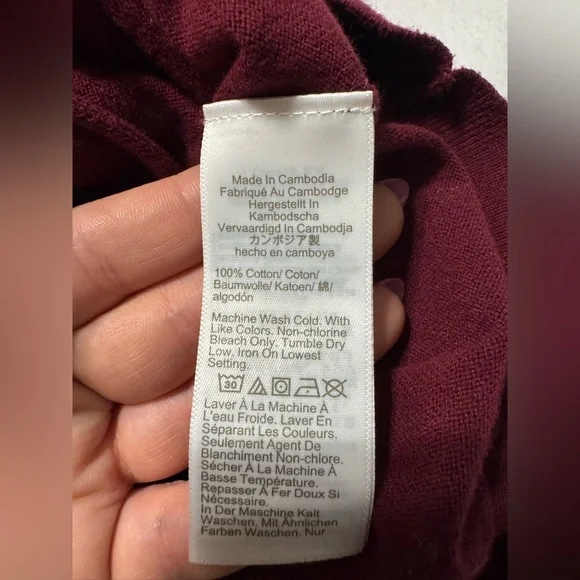 Made In Cambodia
Fabriqué Au Cambodge
Hergestellt In
Kambodscha
Vervaardigd In Cambodja
カンボジア製
hecho en camboya
100% Cotton/ Coton/
Baumwolle/ Katoen/ 綿/
algodón
Machine Wash Cold. With
Like Colors. Non-chlorine
Bleach Only. Tumble Dry
Low. Iron On Lowest
Setting.
30
Laver À La Machine À
L'eau Froide. Laver En
Séparant Les Couleurs.
Seulement Agent De
Blanchiment Non-chlore.
Sécher À La Machine À
Basse Température.
Repasser À Fer Doux Si
Nécessaire.
In Der Maschine Kalt
Waschen, Mit Ähnlichen
Farben Waschen. Nur